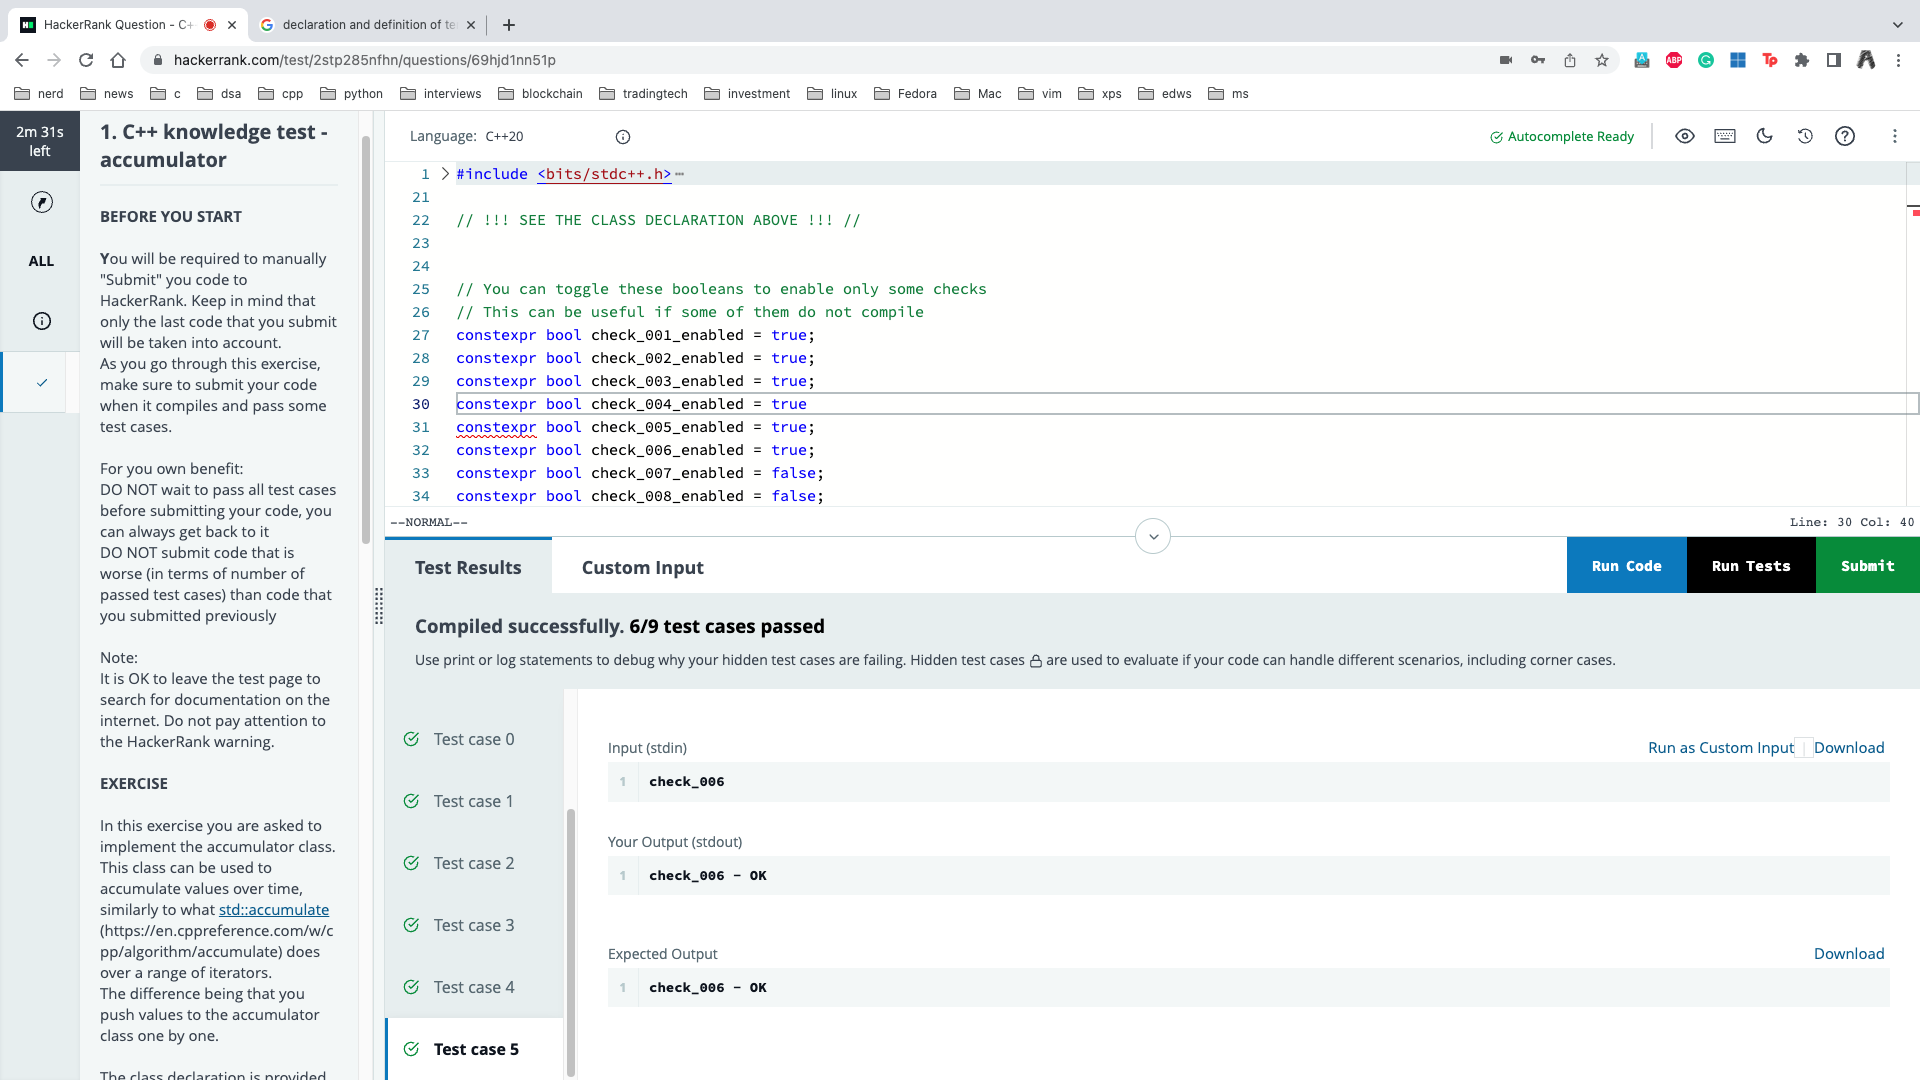 HackerRank Question - C+
declaration and definition of te
hackerrank.com/test/2stp285nfhn/questions/69hjd1nn51p
nerd
news
c
dsa
cpp
python
interviews
blockchain
tradingtech
investment
linux
Fedora
Mac
vim
xps
edws
ms
2m 31s
left
ALL
1. C++ knowledge test -
accumulator
BEFORE YOU START
You will be required to manually
"Submit" you code to
HackerRank. Keep in mind that
only the last code that you submit
will be taken into account.
As you go through this exercise,
make sure to submit your code
when it compiles and pass some
test cases.
For you own benefit:
DO NOT wait to pass all test cases
before submitting your code, you
can always get back to it
DO NOT submit code that is
worse (in terms of number of
passed test cases) than code that
you submitted previously
Note:
It is OK to leave the test page to
search for documentation on the
internet. Do not pay attention to
the HackerRank warning.
EXERCISE
In this exercise you are asked to
implement the accumulator class.
This class can be used to
accumulate values over time,
similarly to what std::accumulate
(https://en.cppreference.com/w/c
pp/algorithm/accumulate) does
over a range of iterators.
The difference being that you
push values to the accumulator
class one by one.
The class declaration is provided
Language: C++20
Autocomplete Ready
1 #include <bits/stdc++.h>
21
22 // !!! SEE THE CLASS DECLARATION ABOVE !!! //
23
24
25 // You can toggle these booleans to enable only some checks
26 // This can be useful if some of them do not compile
27 constexpr bool check_001_enabled = true;
28 constexpr bool check_002_enabled = true;
29 constexpr bool check_003_enabled = true;
30 constexpr bool check_004_enabled = true
31 constexpr bool check_005_enabled = true;
32 constexpr bool check_006_enabled = true;
33 constexpr bool check_007_enabled = false;
34 constexpr bool check_008_enabled = false;
--NORMAL--
Line: 30 Col: 40
Test Results
Custom Input
Run Code
Run Tests
Submit
Compiled successfully. 6/9 test cases passed
Use print or log statements to debug why your hidden test cases are failing. Hidden test cases are used to evaluate if your code can handle different scenarios, including corner cases.
Test case 0
Test case 1
Test case 2
Test case 3
Test case 4
Test case 5
Input (stdin)
Run as Custom Input | Download
1 check_006
Your Output (stdout)
1 check_006 - OK
Expected Output
Download
1 check_006 - OK